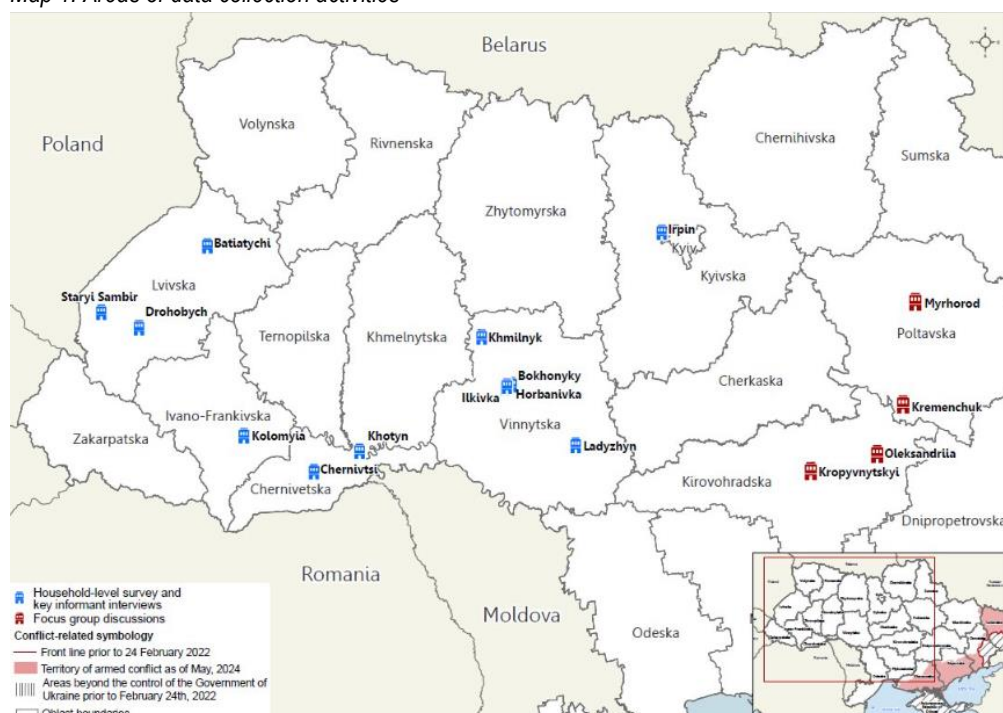 Map 1: Areas of data collection activities
Belarus
Volynska
Rivnenska
Chernihivska
Sumska
Poland
Zhytomyrska
Irpin
Kyiv
Kyivska
Batiatychi
Lvivska
Staryi Sambir
Drohobych
Ternopilska
Khmelnytska
Khmilnyk
Myrhorod
Poltavska
Bokhonyky
Ilkivka
Horbanivka
Vinnytska
Cherkaska
Kremenchuk
Ivano-Frankivska
Zakarpatska
Kolomyia
Khotyn
Ladyzhyn
Oleksandriia
Chernivtsi
Chernivetska
Kirovohradska
Kropyvnytskyi
Dnipropetrovska
Romania
Moldova
Odeska
Household-level survey and
key informant interviews
Focus group discussions
Conflict-related symbology
Front line prior to 24 February 2022
Territory of armed conflict as of May, 2024
Areas beyond the control of the Government of
Ukraine prior to February 24th, 2022
Oblast boundaries